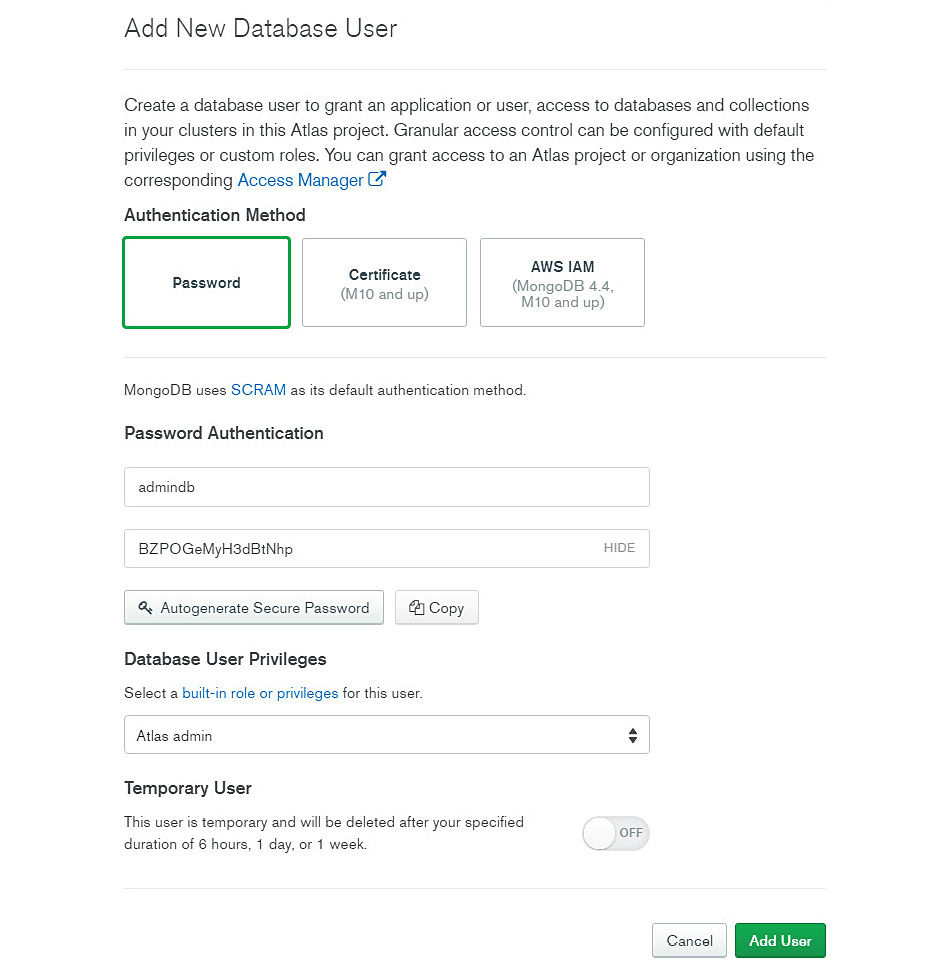 Add New Database User
Create a database user to grant an application or user, access to databases and collections
in your clusters in this Atlas project. Granular access control can be configured with default
privileges or custom roles. You can grant access to an Atlas project or organization using the
corresponding Access Manager
Authentication Method
Password
Certificate
(M10 and up)
AWS IAM
(MongoDB 4.4,
M10 and up)
MongoDB uses SCRAM as its default authentication method.
Password Authentication
admindb
BZPOGeMyH3dBtNhp HIDE
Autogenerate Secure Password Copy
Database User Privileges
Select a built-in role or privileges for this user.
Atlas admin
Temporary User
This user is temporary and will be deleted after your specified
duration of 6 hours, 1 day, or 1 week.
OFF
Cancel Add User